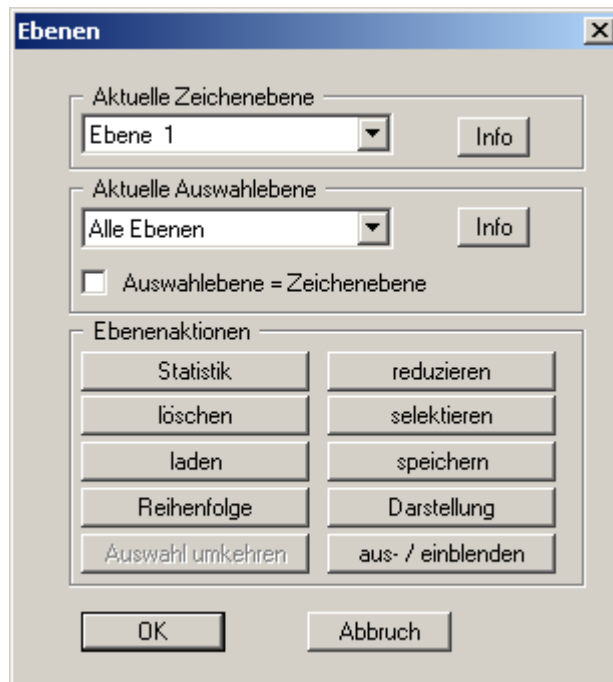 Ebenen
Aktuelle Zeichenebene
Ebene 1
Info
Aktuelle Auswahlebene
Alle Ebenen
Info
Auswahlebene = Zeichenebene
Ebenenaktionen
Statistik
reduzieren
löschen
selektieren
laden
speichern
Reihenfolge
Darstellung
Auswahl umkehren
aus- / einblenden
OK
Abbruch